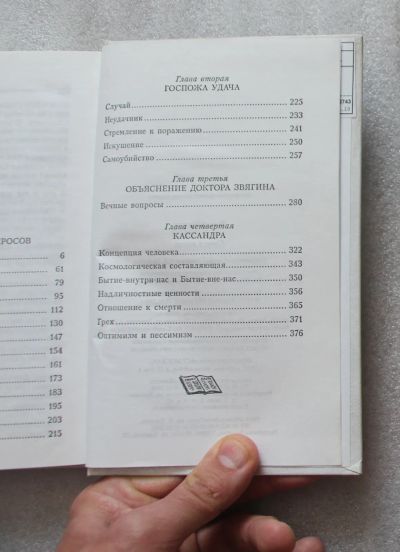 РОСОВ
6
61
79
95
112
130
147
154
161
173
183
195
203
215
Глава вторая
ГОСПОЖА УДАЧА
Случай 225
Неудачник 233
Стремление к поражению 241
Искушение 250
Самоубийство 257
Глава третья
ОБЪЯСНЕНИЕ ДОКТОРА ЗВЯГИНА
Вечные вопросы 280
Глава четвертая
КАССАНДРА
Концепция человека 322
Космологическая составляющая 343
Бытие-внутри-нас и Бытие-вне-нас 350
Надличностные ценности 356
Отношение к смерти 365
Грех 371
Оптимизм и пессимизм 376